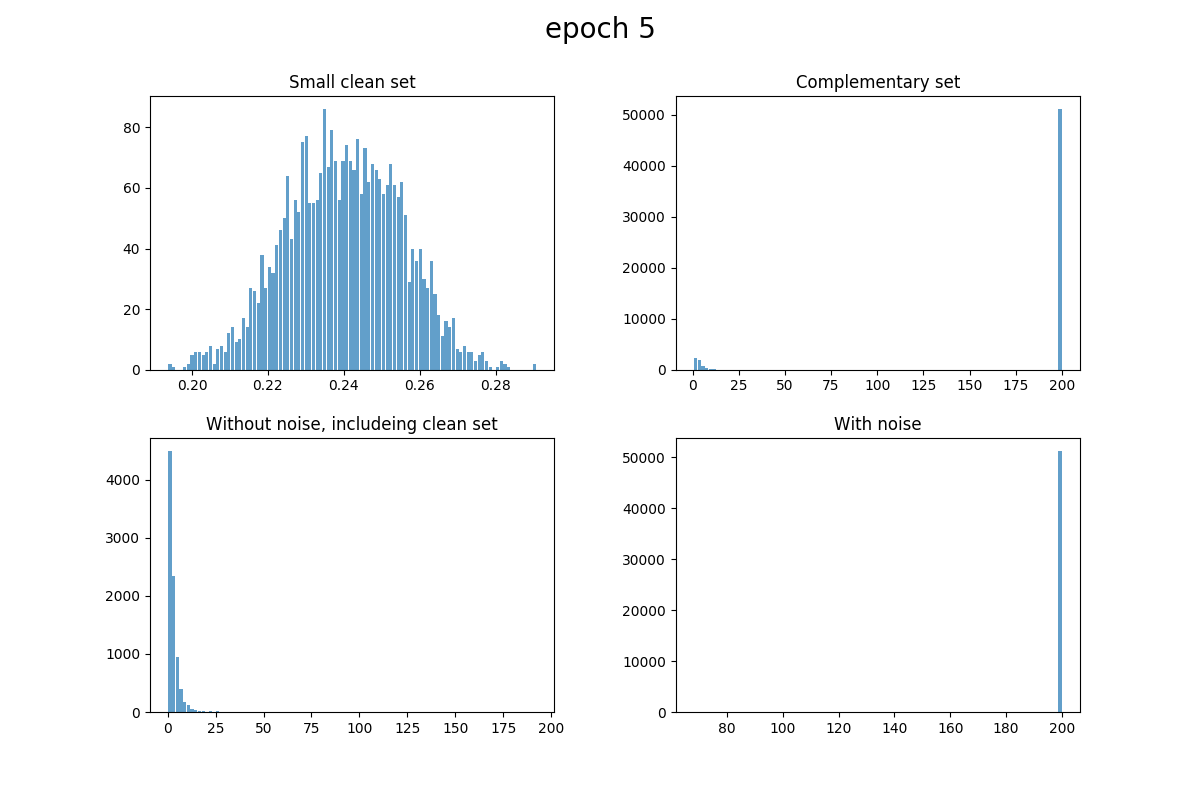 epoch 5
Small clean set
80
60
40
20
0
0.20 0.22 0.24 0.26 0.28
Complementary set
50000
40000
30000
20000
10000
0
0 25 50 75 100 125 150 175 200
Without noise, includeing clean set
4000
3000
2000
1000
0
0 25 50 75 100 125 150 175 200
With noise
50000
40000
30000
20000
10000
0
80 100 120 140 160 180 200